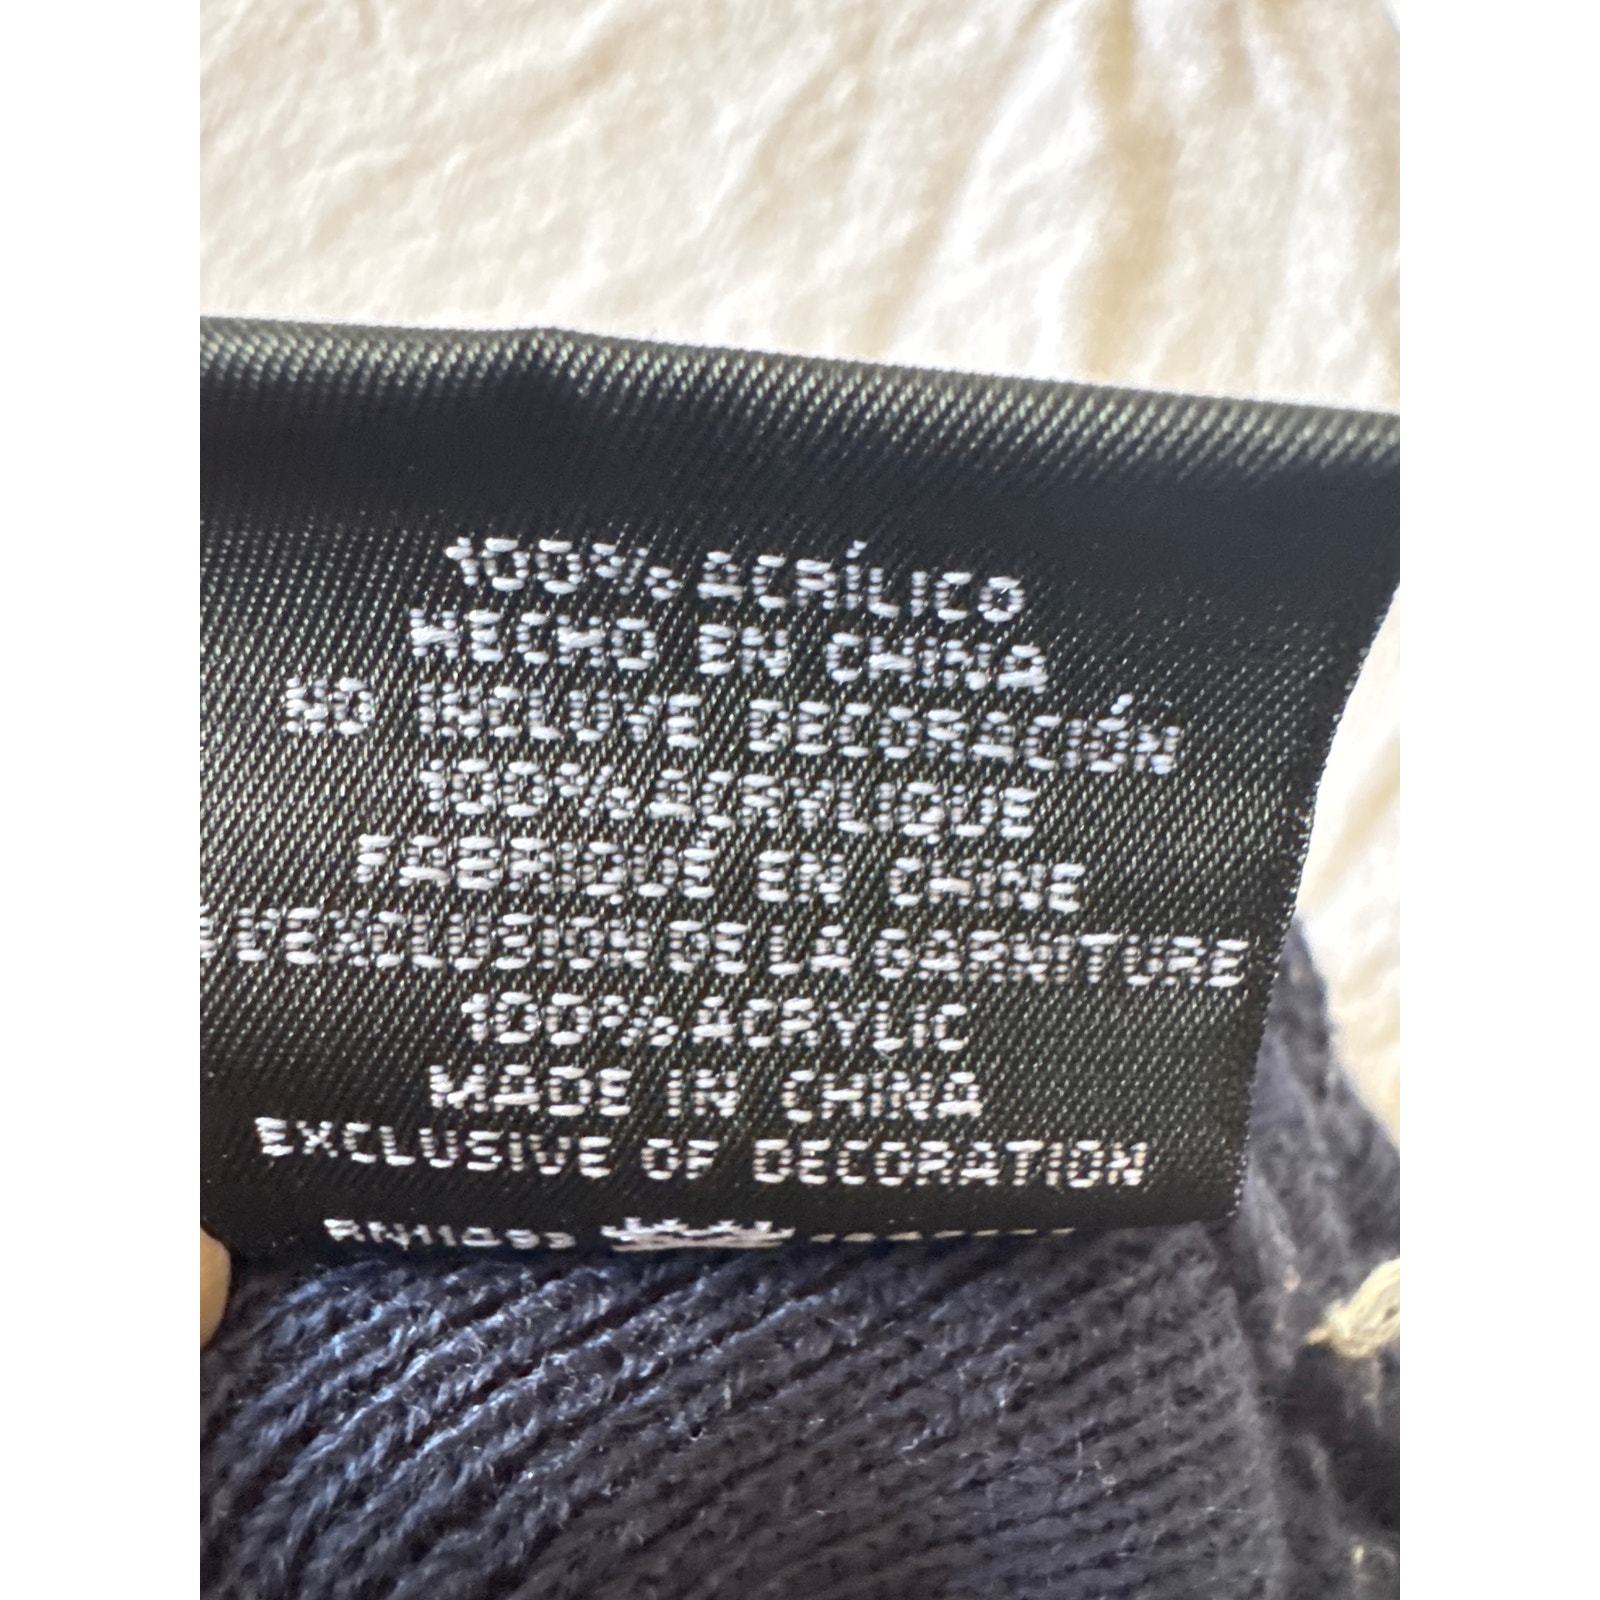 100% ACRÍLICO
HECHO EN CHINA
NO INCLUYE DECORACIÓN
100% ACRYLIQUE
FABRIQUÉ EN CHINE
L'EXCLUSION DE LA GARNITURE
100% ACRYLIC
MADE IN CHINA
EXCLUSIVE OF DECORATION